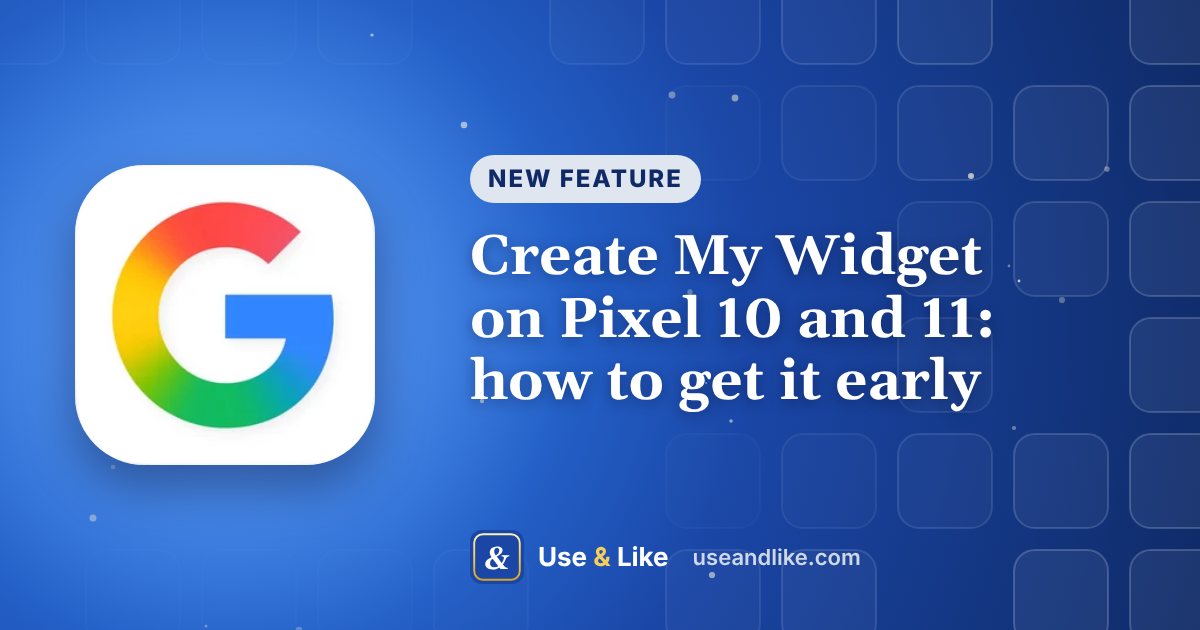 NEW FEATURE
Create My Widget
on Pixel 10 and 11:
how to get it early
& Use & Like useandlike.com